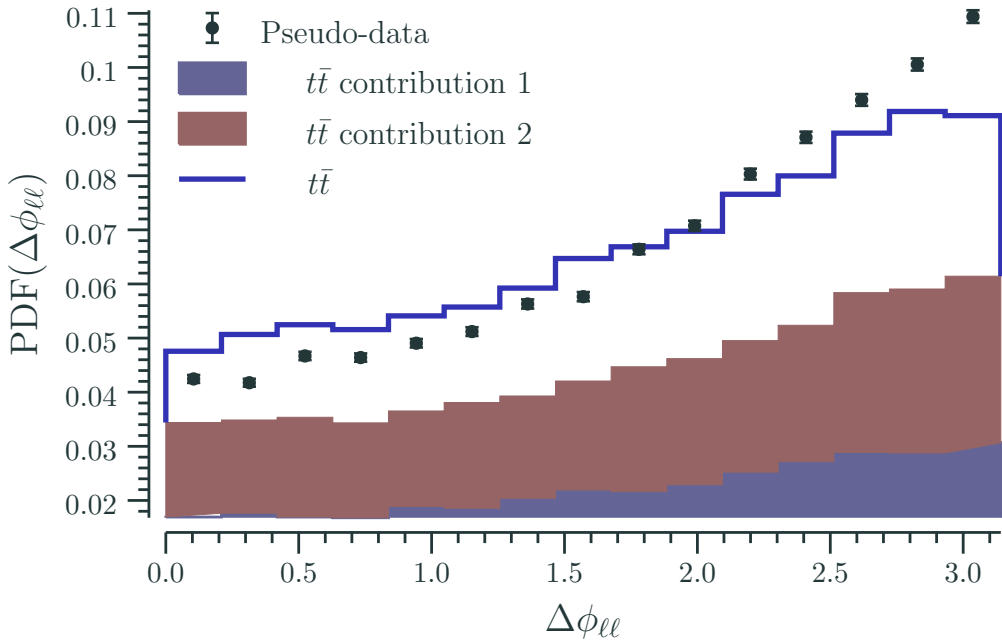 PDF(Δϕℓℓ)
0.11
0.1
0.09
0.08
0.07
0.06
0.05
0.04
0.03
0.02
Pseudo-data
tt̄ contribution 1
tt̄ contribution 2
tt̄
0.0 0.5 1.0 1.5 2.0 2.5 3.0
Δϕℓℓ